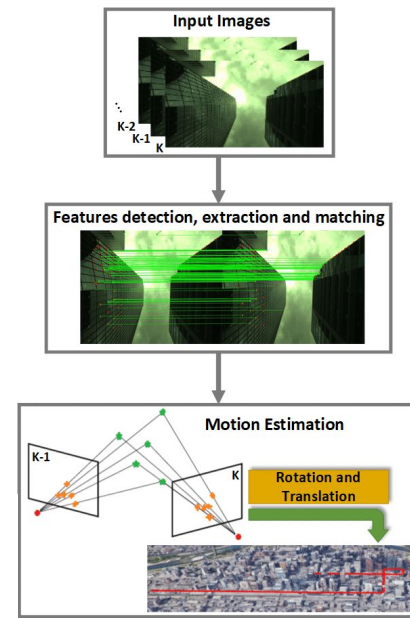 Input Images
K-2
K-1
K
Features detection, extraction and matching
Motion Estimation
K-1
K
Rotation and
Translation